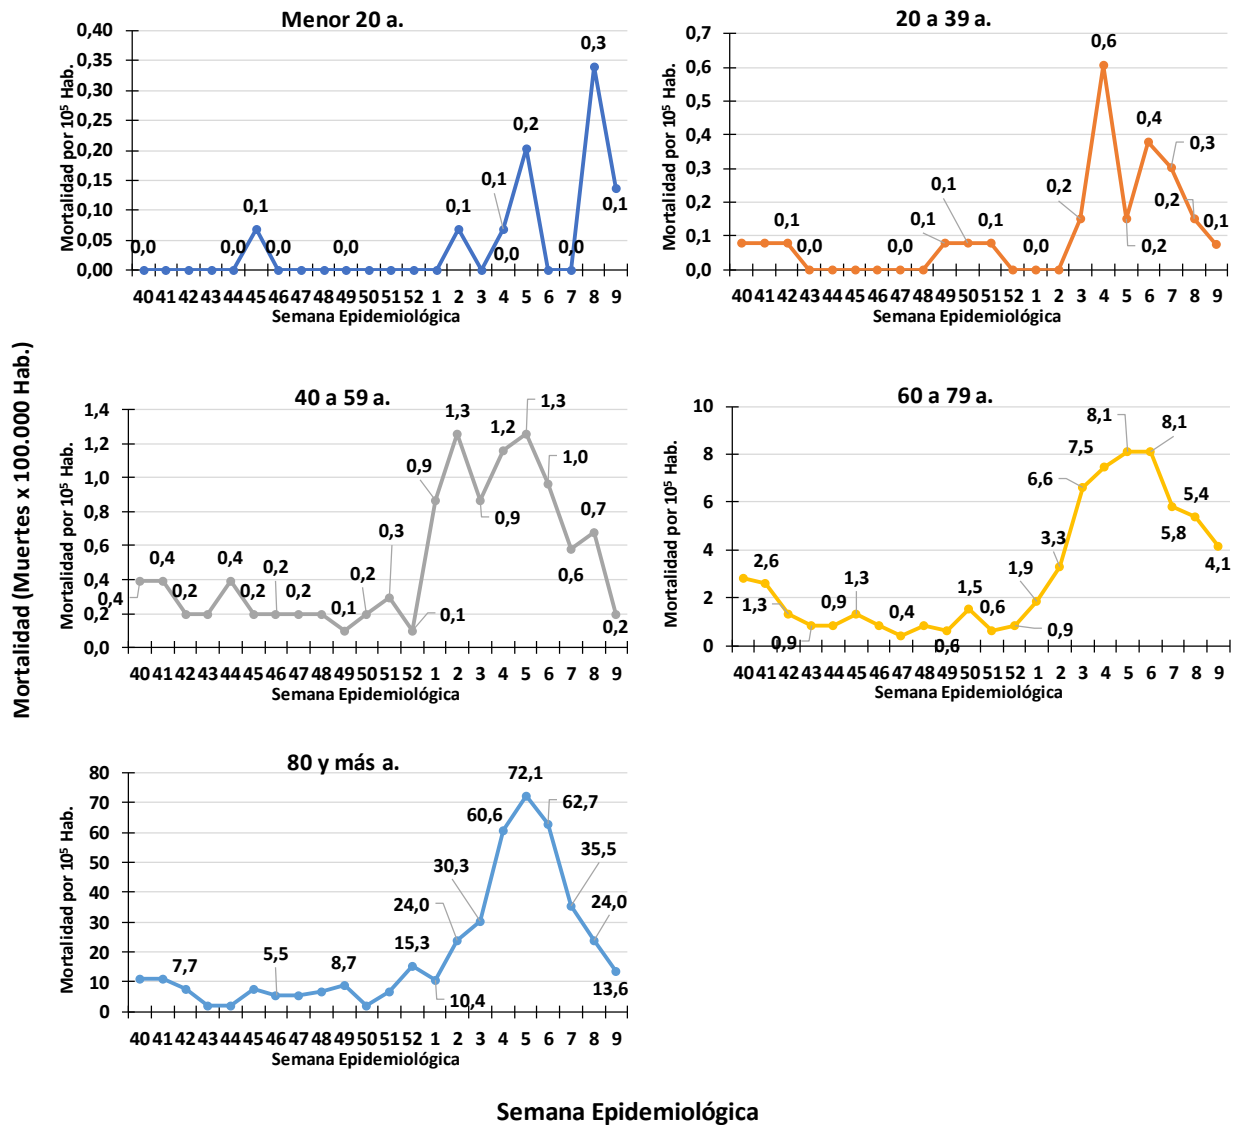 Mortalidad (Muertes x 100.000 Hab.)
Menor 20 a.
Mortalidad por 10⁵ Hab.
0,40
0,35
0,30
0,25
0,20
0,15
0,10
0,05
0,00
0,0 0,0 0,1 0,0 0,0 0,1 0,0 0,1 0,2 0,0 0,3 0,1
40 41 42 43 44 45 46 47 48 49 50 51 52 1 2 3 4 5 6 7 8 9
Semana Epidemiológica
20 a 39 a.
Mortalidad por 10⁵ Hab.
0,7
0,6
0,5
0,4
0,3
0,2
0,1
0,0
0,1 0,0 0,0 0,1 0,1 0,1 0,0 0,2 0,6 0,2 0,4 0,3 0,2 0,1
40 41 42 43 44 45 46 47 48 49 50 51 52 1 2 3 4 5 6 7 8 9
Semana Epidemiológica
40 a 59 a.
Mortalidad por 10⁵ Hab.
1,4
1,2
1,0
0,8
0,6
0,4
0,2
0,0
0,4 0,4 0,2 0,4 0,2 0,2 0,2 0,1 0,2 0,3 0,1 0,9 1,3 0,9 1,2 1,3 1,0 0,6 0,7 0,2
40 41 42 43 44 45 46 47 48 49 50 51 52 1 2 3 4 5 6 7 8 9
Semana Epidemiológica
60 a 79 a.
Mortalidad por 10⁵ Hab.
10
8
6
4
2
0
2,6 1,3 0,9 0,9 1,3 0,4 0,6 1,5 0,6 0,9 1,9 3,3 6,6 7,5 8,1 8,1 5,8 5,4 4,1
40 41 42 43 44 45 46 47 48 49 50 51 52 1 2 3 4 5 6 7 8 9
Semana Epidemiológica
80 y más a.
Mortalidad por 10⁵ Hab.
80
70
60
50
40
30
20
10
0
7,7 5,5 8,7 15,3 10,4 24,0 30,3 60,6 72,1 62,7 35,5 24,0 13,6
40 41 42 43 44 45 46 47 48 49 50 51 52 1 2 3 4 5 6 7 8 9
Semana Epidemiológica
Semana Epidemiológica